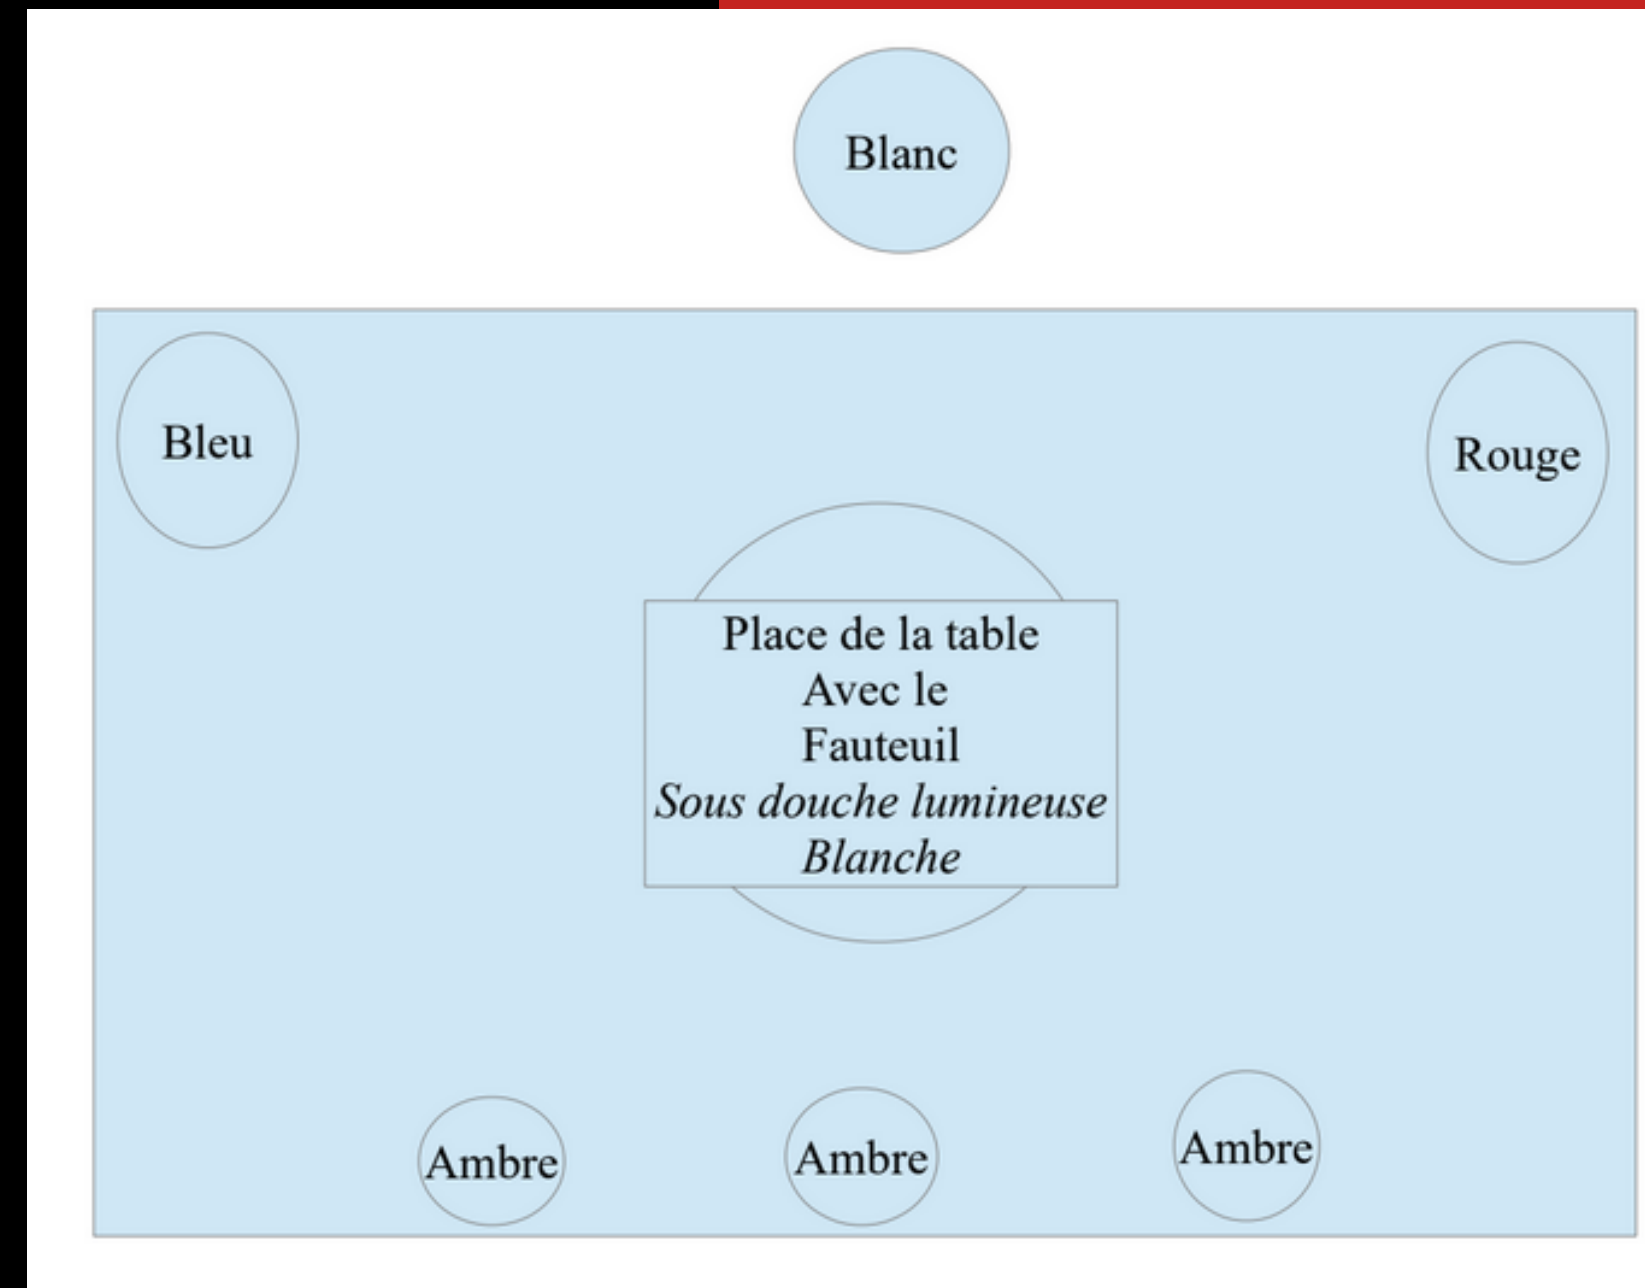 Blanc
Bleu
Rouge
Place de la table
Avec le
Fauteuil
Sous douche lumineuse
Blanche
Ambre
Ambre
Ambre